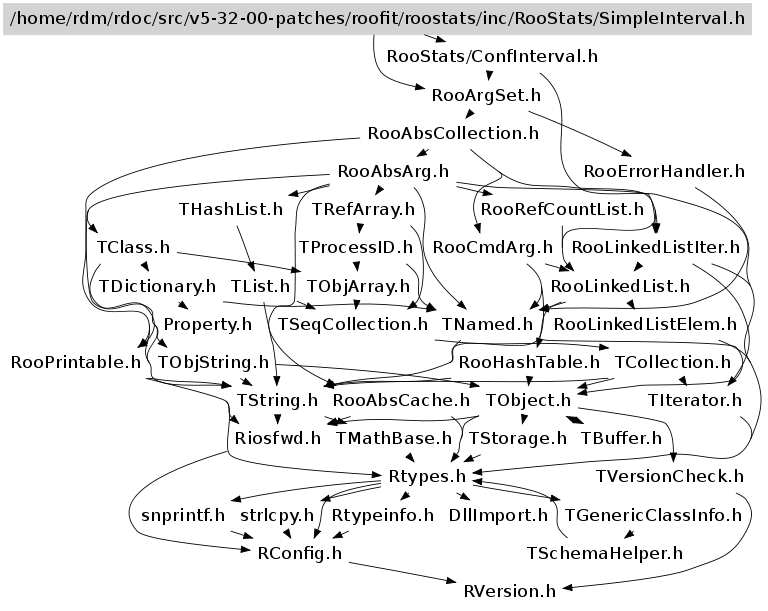 /home/rdm/rdoc/src/v5-32-00-patches/roofit/roostats/inc/RooStats/SimpleInterval.h
RooStats/ConfInterval.h
RooArgSet.h
RooAbsCollection.h
RooAbsArg.h RooErrorHandler.h
THashList.h TRefArray.h RooRefCountList.h
TClass.h TProcessID.h RooCmdArg.h RooLinkedListIter.h
TDictionary.h TList.h TObjArray.h RooLinkedList.h
Property.h TSeqCollection.h TNamed.h RooLinkedListElem.h
RooPrintable.h TObjString.h RooHashTable.h TCollection.h
TString.h RooAbsCache.h TObject.h TIterator.h
Riosfwd.h TMathBase.h TStorage.h TBuffer.h
Rtypes.h TVersionCheck.h
snprintf.h strlcpy.h Rtypeinfo.h DllImport.h TGenericClassInfo.h
RConfig.h TSchemaHelper.h
RVersion.h